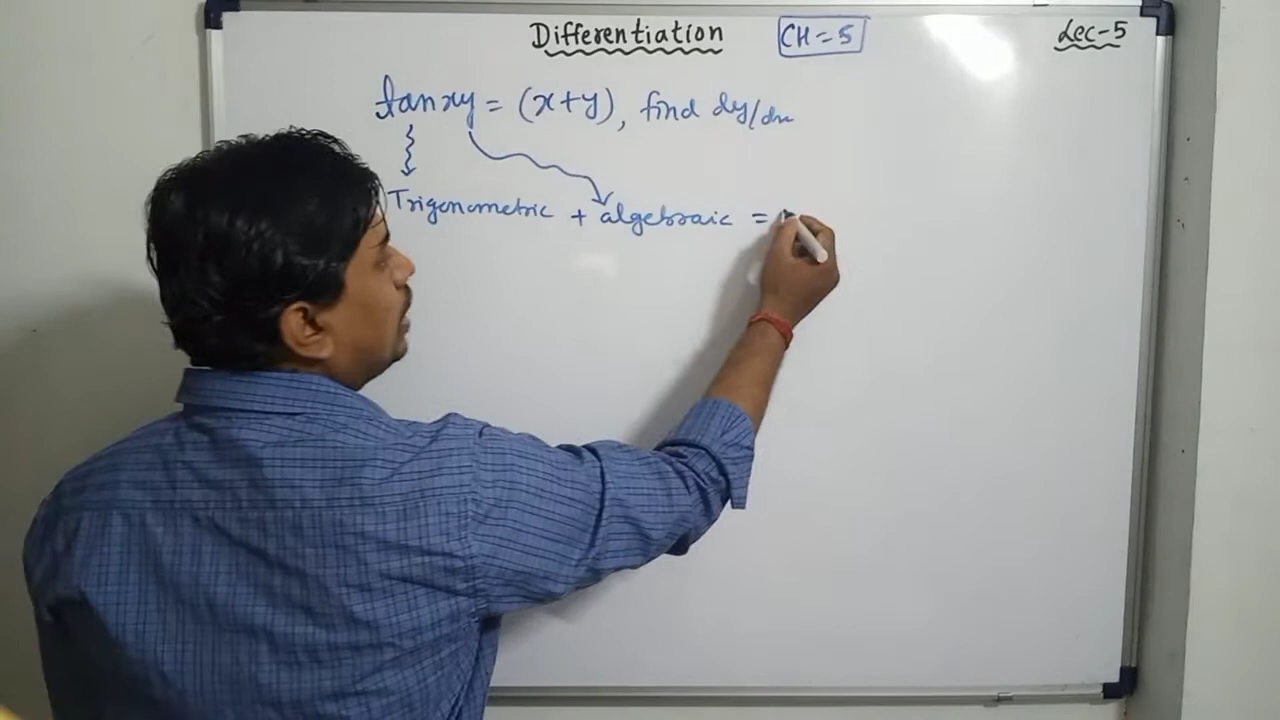 Differentiation CH = 5 Lec-5
tan xy = (x+y), find dy/dx
Trigonometric + algebraic =